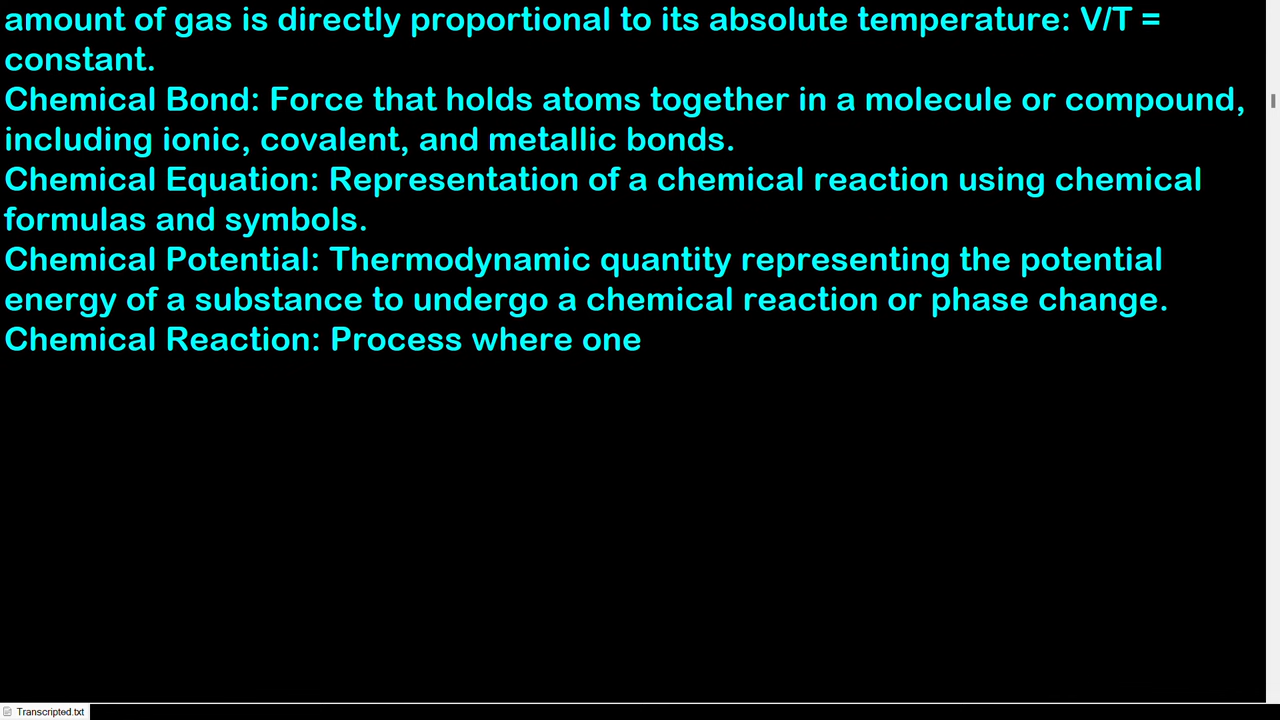 amount of gas is directly proportional to its absolute temperature: V/T =
constant.
Chemical Bond: Force that holds atoms together in a molecule or compound,
including ionic, covalent, and metallic bonds.
Chemical Equation: Representation of a chemical reaction using chemical
formulas and symbols.
Chemical Potential: Thermodynamic quantity representing the potential
energy of a substance to undergo a chemical reaction or phase change.
Chemical Reaction: Process where one
Transcripted.txt